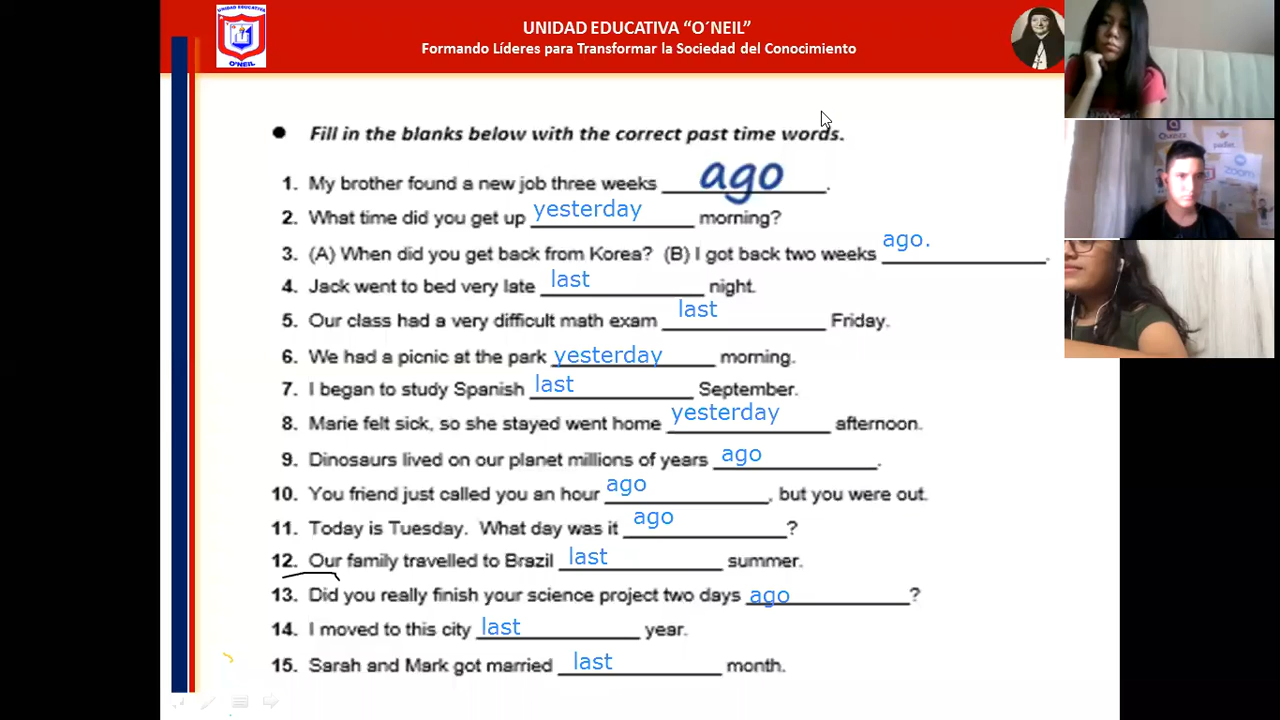 UNIDAD EDUCATIVA “O´NEIL”
Formando Líderes para Transformar la Sociedad del Conocimiento
UNIDAD EDUCATIVA
O'NEIL
Fill in the blanks below with the correct past time words.
1. My brother found a new job three weeks ago.
2. What time did you get up yesterday morning?
3. (A) When did you get back from Korea? (B) I got back two weeks ago. .
4. Jack went to bed very late last night.
5. Our class had a very difficult math exam last Friday.
6. We had a picnic at the park yesterday morning.
7. I began to study Spanish last September.
8. Marie felt sick, so she stayed went home yesterday afternoon.
9. Dinosaurs lived on our planet millions of years ago.
10. You friend just called you an hour ago, but you were out.
11. Today is Tuesday. What day was it ago?
12. Our family travelled to Brazil last summer.
13. Did you really finish your science project two days ago?
14. I moved to this city last year.
15. Sarah and Mark got married last month.
zoom